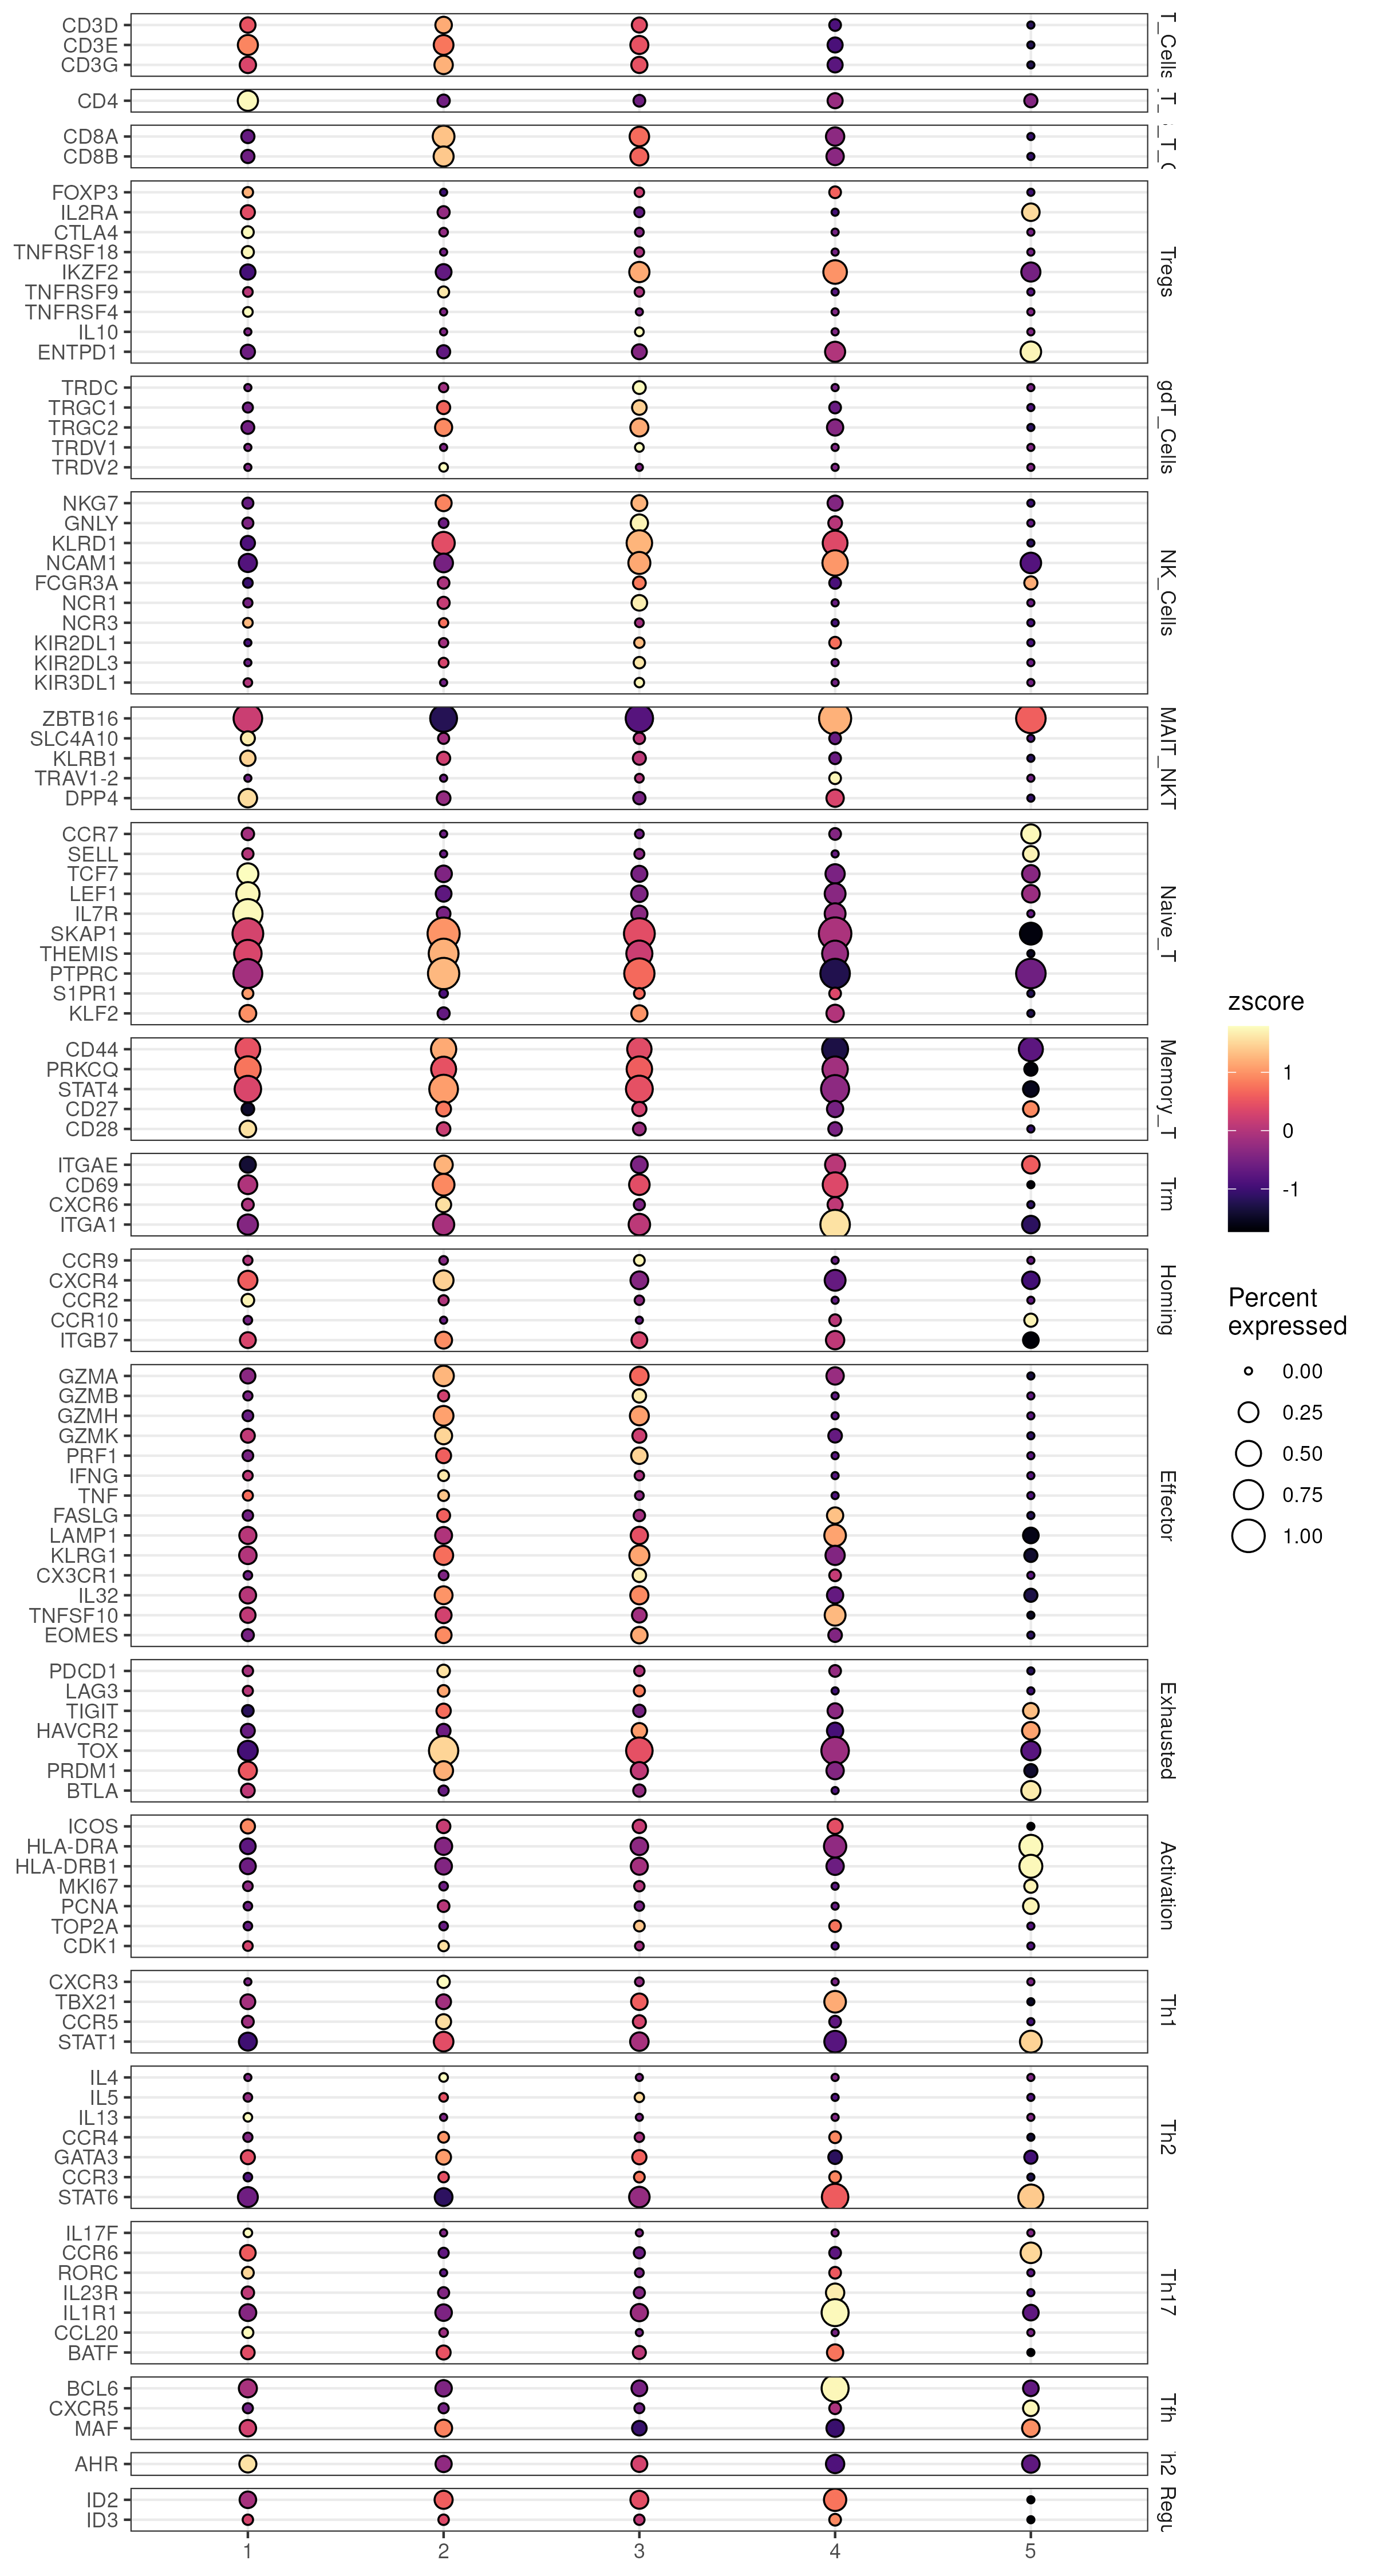 CD3D
CD3E
CD3G
T_Cells
CD4
T_
CD8A
CD8B
_T_C
FOXP3
IL2RA
CTLA4
TNFRSF18
IKZF2
TNFRSF9
TNFRSF4
IL10
ENTPD1
Tregs
TRDC
TRGC1
TRGC2
TRDV1
TRDV2
gdT_Cells
NKG7
GNLY
KLRD1
NCAM1
FCGR3A
NCR1
NCR3
KIR2DL1
KIR2DL3
KIR3DL1
NK_Cells
ZBTB16
SLC4A10
KLRB1
TRAV1-2
DPP4
MAIT_NKT
CCR7
SELL
TCF7
LEF1
IL7R
SKAP1
THEMIS
PTPRC
S1PR1
KLF2
Naive_T
CD44
PRKCQ
STAT4
CD27
CD28
Memory_T
ITGAE
CD69
CXCR6
ITGA1
Trm
CCR9
CXCR4
CCR2
CCR10
ITGB7
Homing
GZMA
GZMB
GZMH
GZMK
PRF1
IFNG
TNF
FASLG
LAMP1
KLRG1
CX3CR1
IL32
TNFSF10
EOMES
Effector
PDCD1
LAG3
TIGIT
HAVCR2
TOX
PRDM1
BTLA
Exhausted
ICOS
HLA-DRA
HLA-DRB1
MKI67
PCNA
TOP2A
CDK1
Activation
CXCR3
TBX21
CCR5
STAT1
Th1
IL4
IL5
IL13
CCR4
GATA3
CCR3
STAT6
Th2
IL17F
CCR6
RORC
IL23R
IL1R1
CCL20
BATF
Th17
BCL6
CXCR5
MAF
Tfh
AHR
h2
ID2
ID3
Regu
1 2 3 4 5
zscore
1
0
-1
Percent
expressed
0.00
0.25
0.50
0.75
1.00